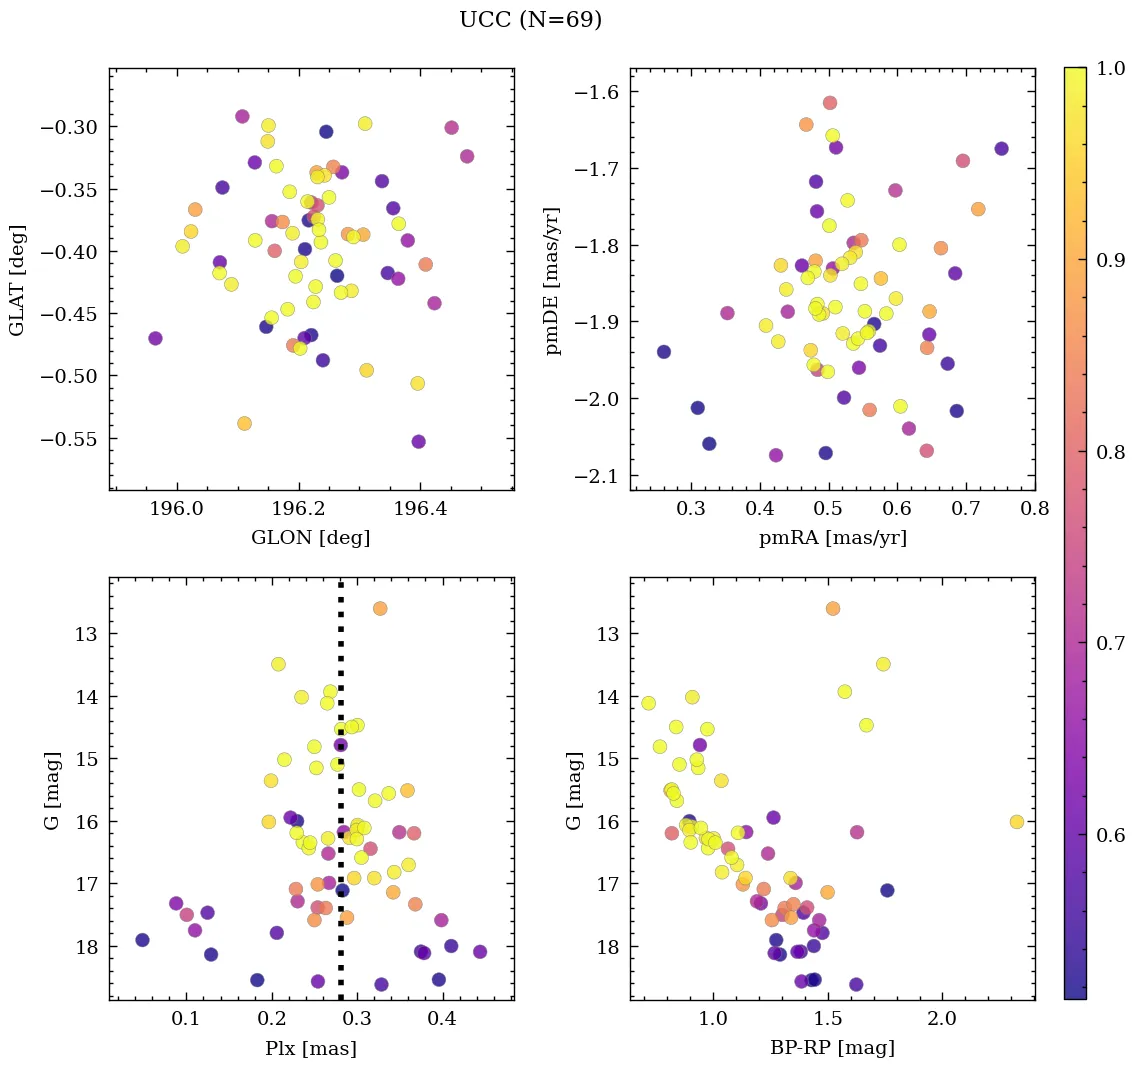 UCC (N=69)
−0.30
−0.35
−0.40
−0.45
−0.50
−0.55
GLAT [deg]
196.0 196.2 196.4
GLON [deg]
−1.6
−1.7
−1.8
−1.9
−2.0
−2.1
pmDE [mas/yr]
0.3 0.4 0.5 0.6 0.7 0.8
pmRA [mas/yr]
1.0
0.9
0.8
0.7
0.6
13
14
15
16
17
18
G [mag]
0.1 0.2 0.3 0.4
Plx [mas]
13
14
15
16
17
18
G [mag]
1.0 1.5 2.0
BP-RP [mag]